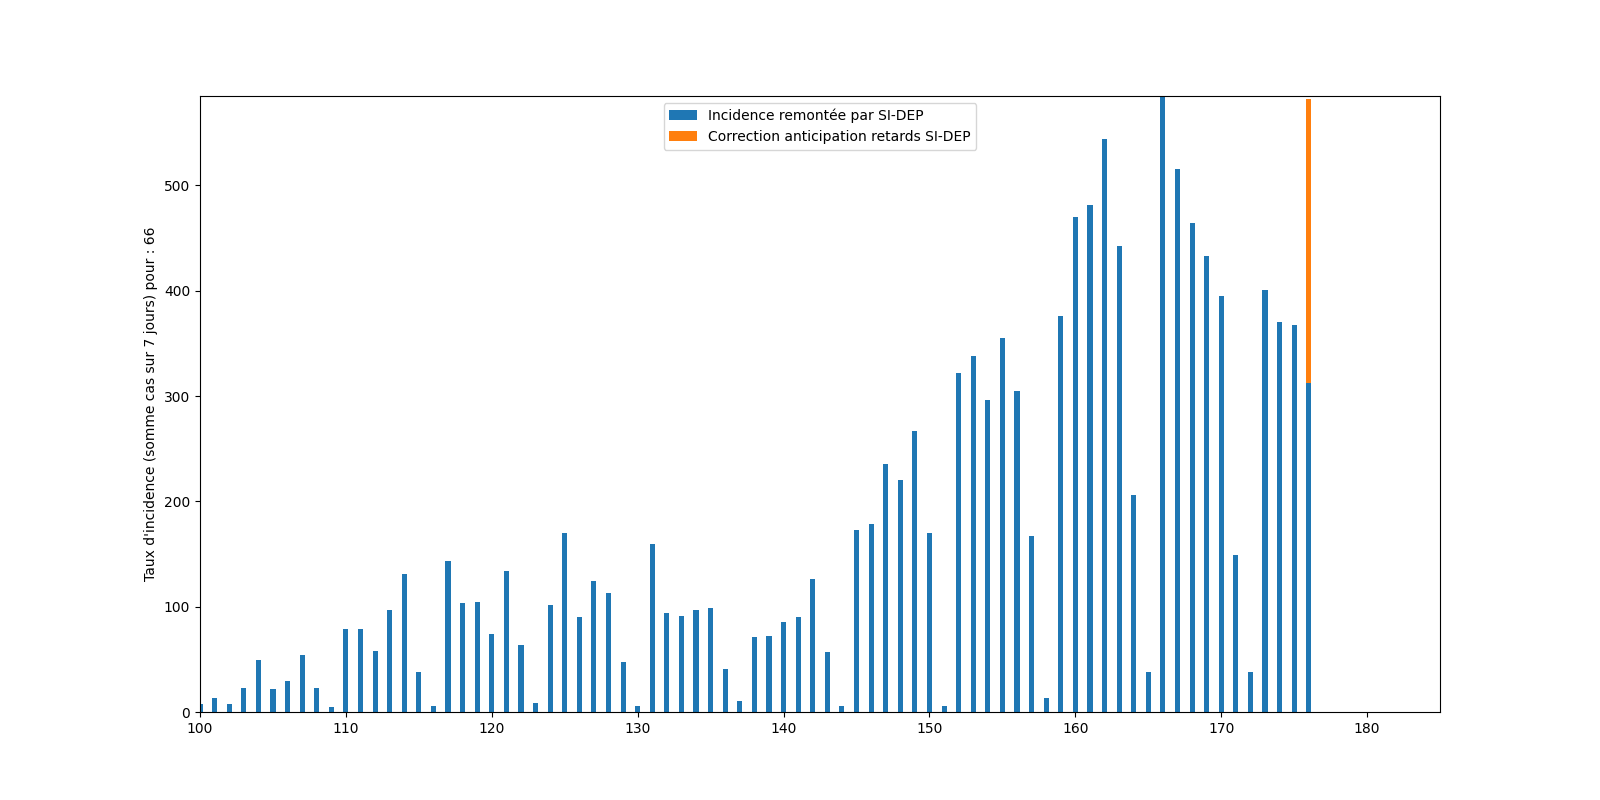 Incidence remontée par SI-DEP
Correction anticipation retards SI-DEP
Taux d'incidence (somme cas sur 7 jours) pour : 66
500
400
300
200
100
0
100 110 120 130 140 150 160 170 180